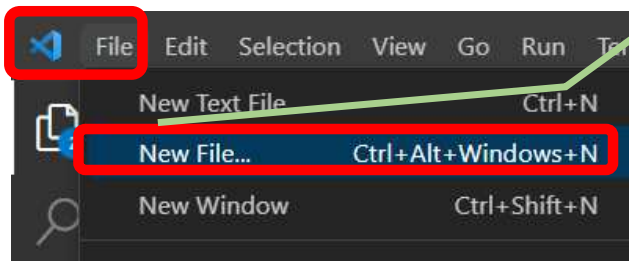 File Edit Selection View Go Run Ter
New Text File Ctrl+N
New File... Ctrl+Alt+Windows+N
New Window Ctrl+Shift+N